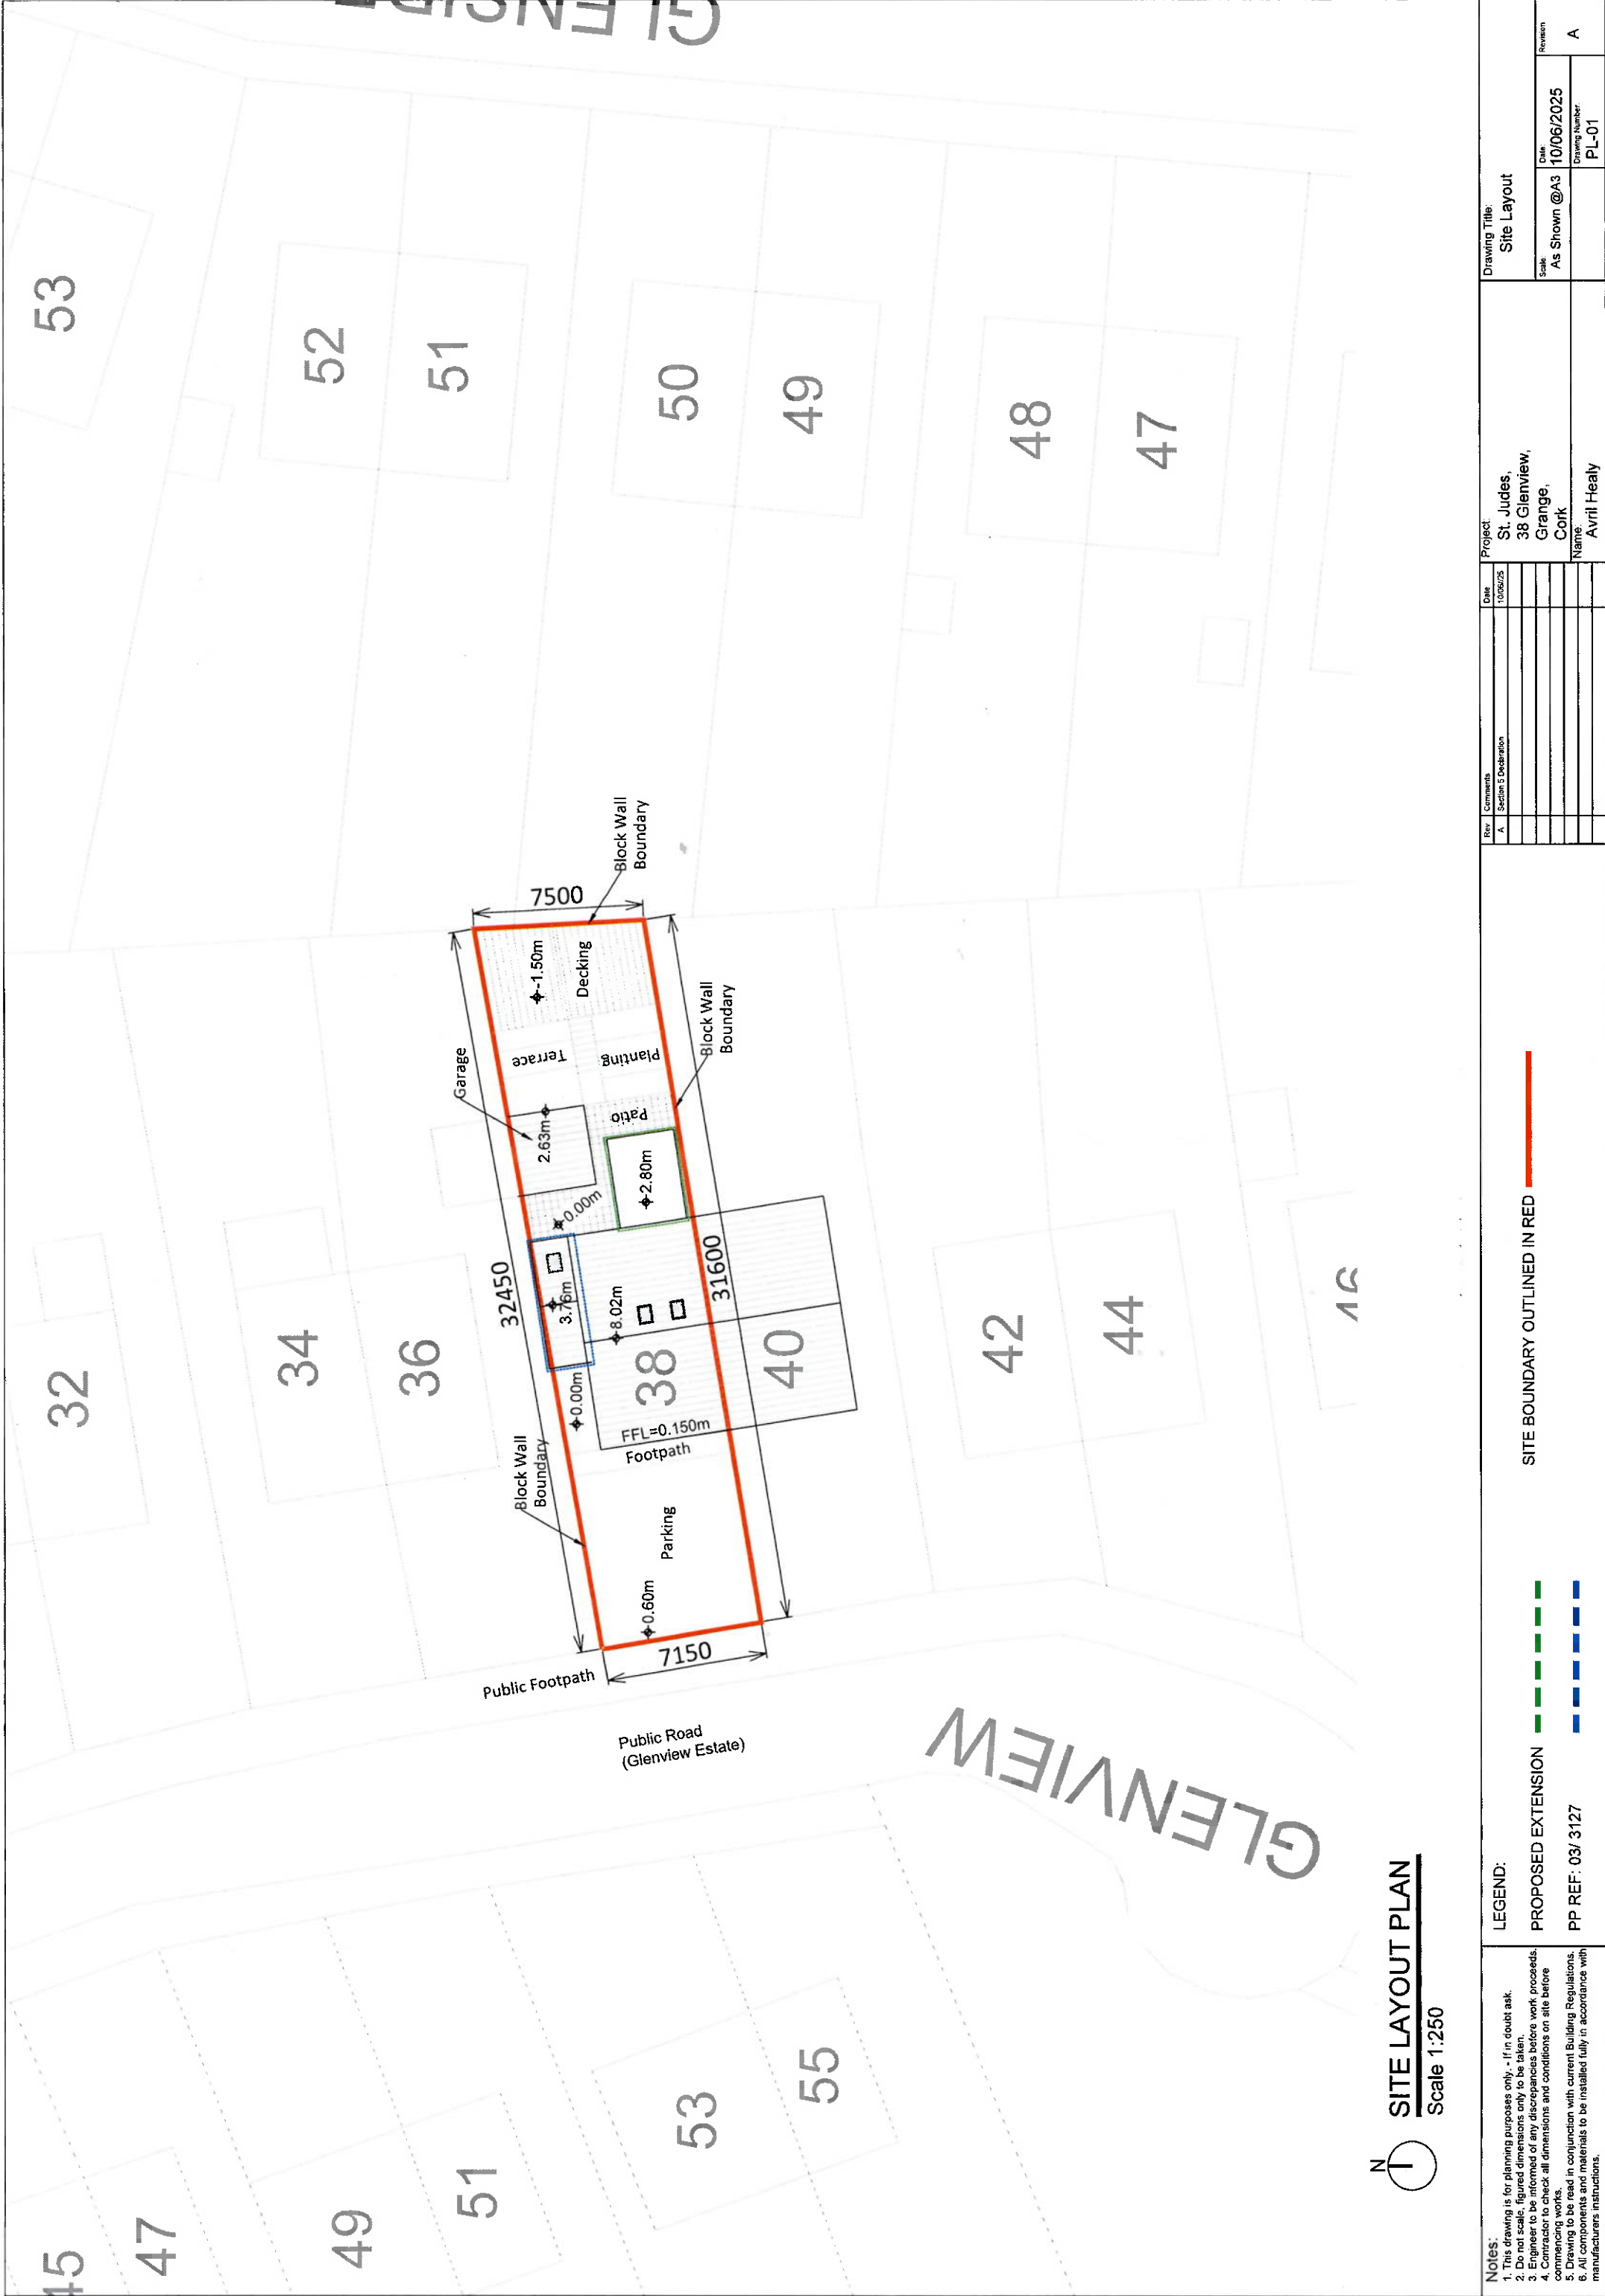 GLENSIDE
53
52
51
50
49
48
47
32
34
36
38
40
42
44
46
7500
Block Wall
Boundary
-1.50m
Decking
Garage
Terrace
Planting
Block Wall
Boundary
2.63m
Patio
2.80m
0.00m
32450
3.76m
8.02m
31600
0.00m
FFL=0.150m
Footpath
Block Wall
Boundary
Parking
0.60m
7150
Public Footpath
Public Road
(Glenview Estate)
GLENVIEW
45
47
49
51
53
55
N
SITE LAYOUT PLAN
Scale 1:250
Notes:
1. This drawing is for planning purposes only. - If in doubt ask.
2. Do not scale, figured dimensions only to be taken.
3. Engineer to be informed of any discrepancies before work proceeds.
4. Contractor to check all dimensions and conditions on site before
commencing works.
5. Drawing to be read in conjunction with current Building Regulations.
6. All components and materials to be installed fully in accordance with
manufacturers instructions.
LEGEND:
PROPOSED EXTENSION
PP REF: 03/ 3127
SITE BOUNDARY OUTLINED IN RED
Rev Comments Date
A Section 5 Declaration 10/06/25
Project:
St. Judes,
38 Glenview,
Grange,
Cork
Name:
Avril Healy
Drawing Title:
Site Layout
Scale:
As Shown @A3
Date:
10/06/2025
Revision
A
Drawing Number:
PL-01